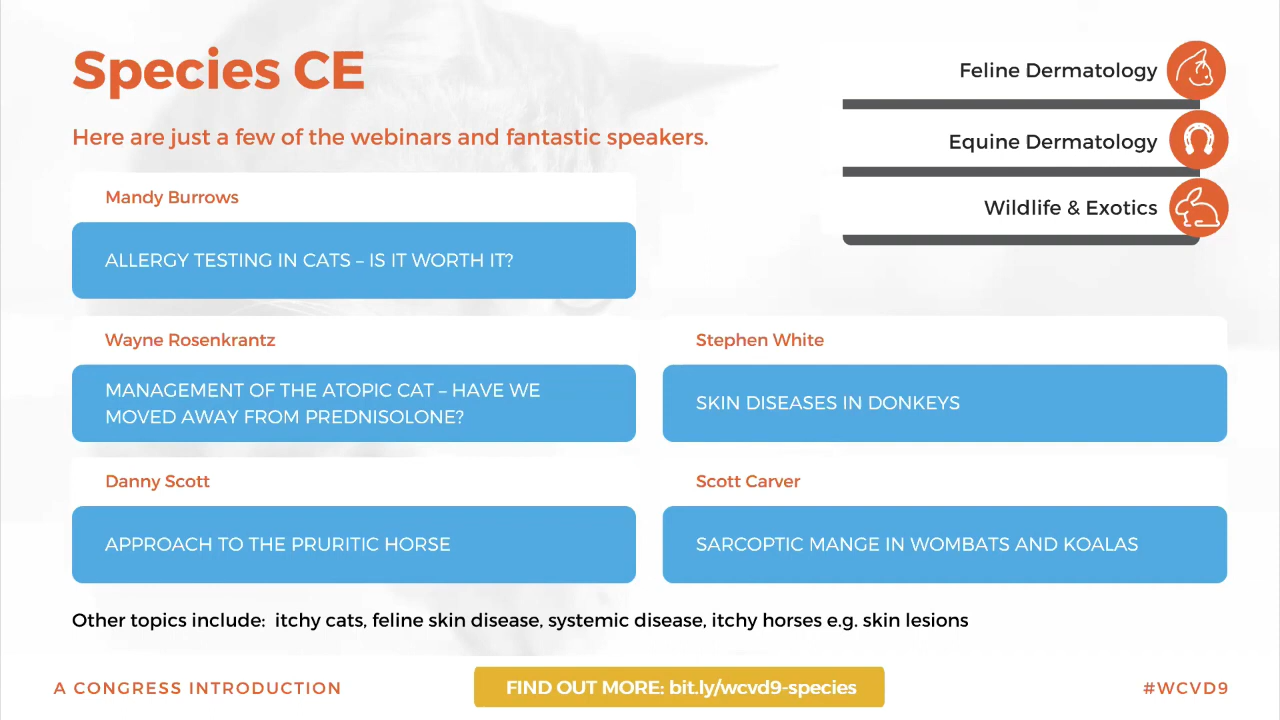 Species CE
Here are just a few of the webinars and fantastic speakers.
Feline Dermatology
Equine Dermatology
Wildlife & Exotics
Mandy Burrows
ALLERGY TESTING IN CATS – IS IT WORTH IT?
Wayne Rosenkrantz
MANAGEMENT OF THE ATOPIC CAT – HAVE WE
MOVED AWAY FROM PREDNISOLONE?
Stephen White
SKIN DISEASES IN DONKEYS
Danny Scott
APPROACH TO THE PRURITIC HORSE
Scott Carver
SARCOPTIC MANGE IN WOMBATS AND KOALAS
Other topics include: itchy cats, feline skin disease, systemic disease, itchy horses e.g. skin lesions
A CONGRESS INTRODUCTION
FIND OUT MORE: bit.ly/wcvd9-species
#WCVD9